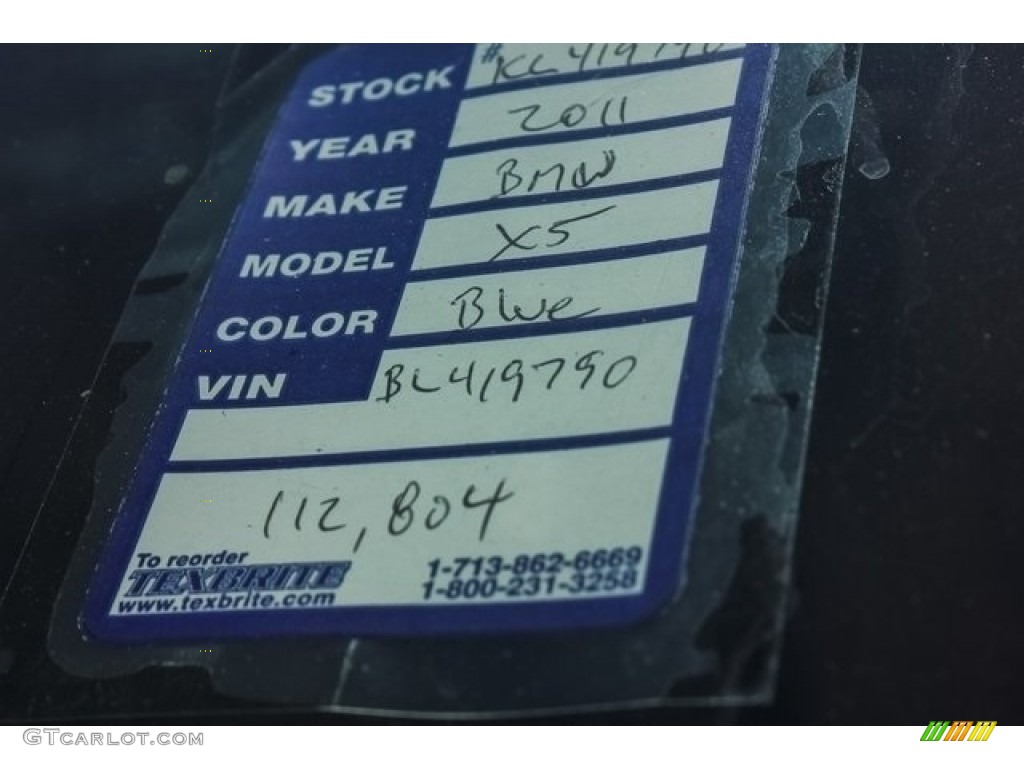 STOCK #
YEAR 2011
MAKE BMW
MODEL X5
COLOR Blue
VIN BL419790
112,804
To reorder
TEXBRITE
www.texbrite.com
1-713-862-6669
1-800-231-3258
GTCARLOT.COM